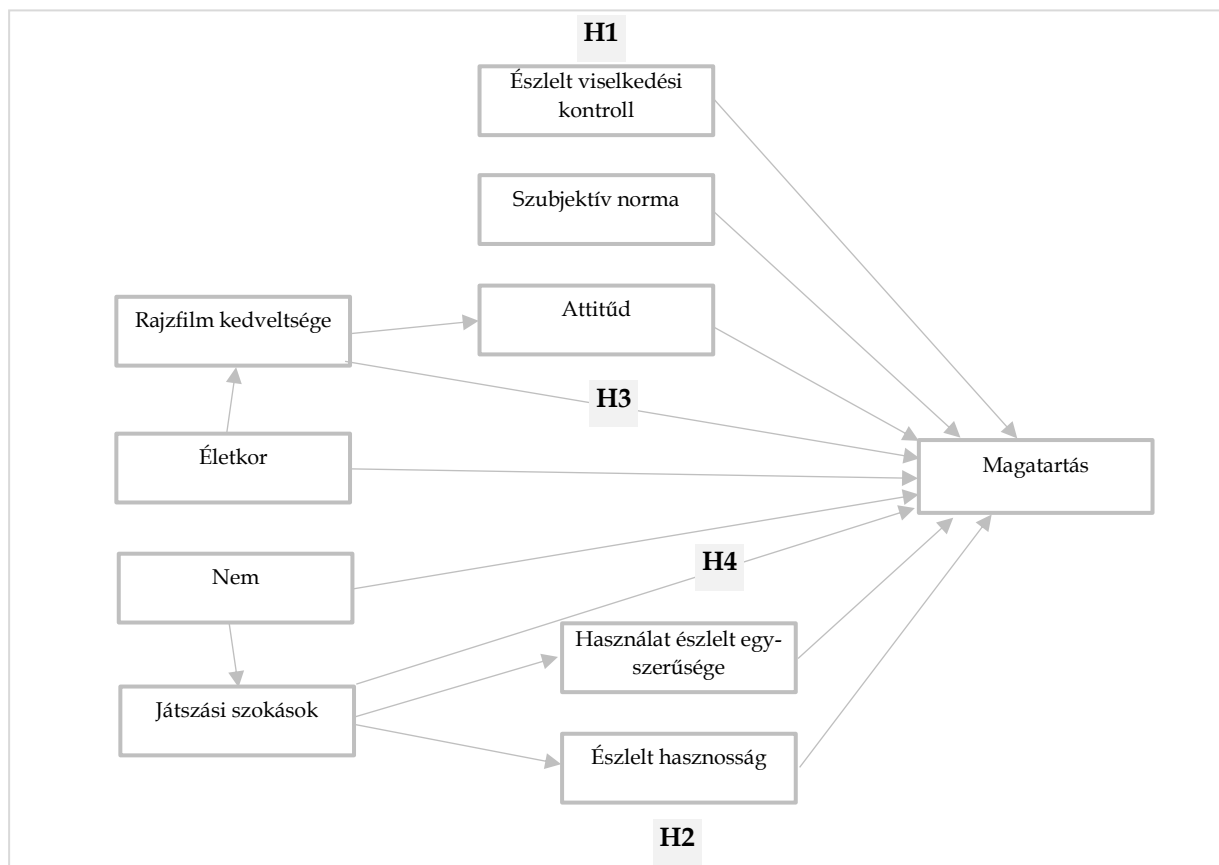 H1
Észlelt viselkedési
kontroll
Szubjektív norma
Rajzfilm kedveltsége
Attitűd
H3
Életkor
Magatartás
Nem
H4
Használat észlelt egy-
szerűsége
Játszási szokások
Észlelt hasznosság
H2